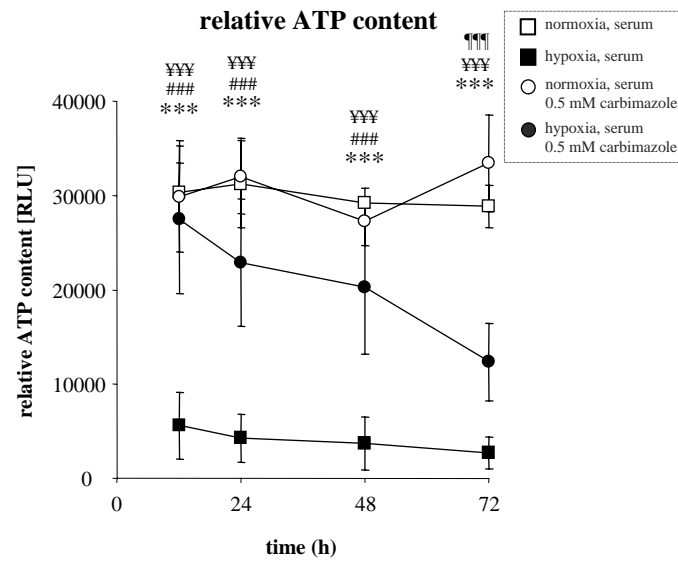 relative ATP content
normoxia, serum
hypoxia, serum
normoxia, serum
0.5 mM carbimazole
hypoxia, serum
0.5 mM carbimazole
¥¥¥
###
***
¥¥¥
###
***
¥¥¥
###
***
¶¶¶
¥¥¥
***
relative ATP content [RLU]
40000
30000
20000
10000
0
0
24
48
72
time (h)